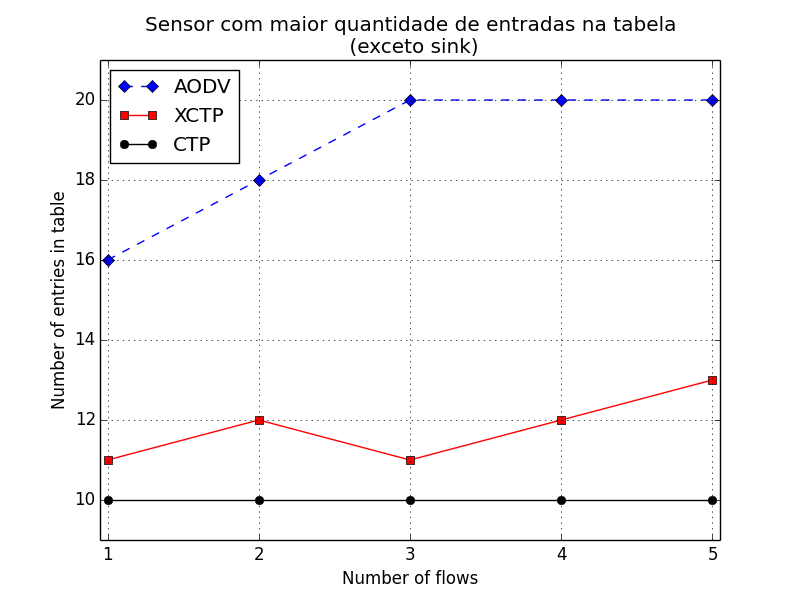 Sensor com maior quantidade de entradas na tabela
(exceto sink)
AODV
XCTP
CTP
Number of entries in table
20
18
16
14
12
10
1 2 3 4 5
Number of flows